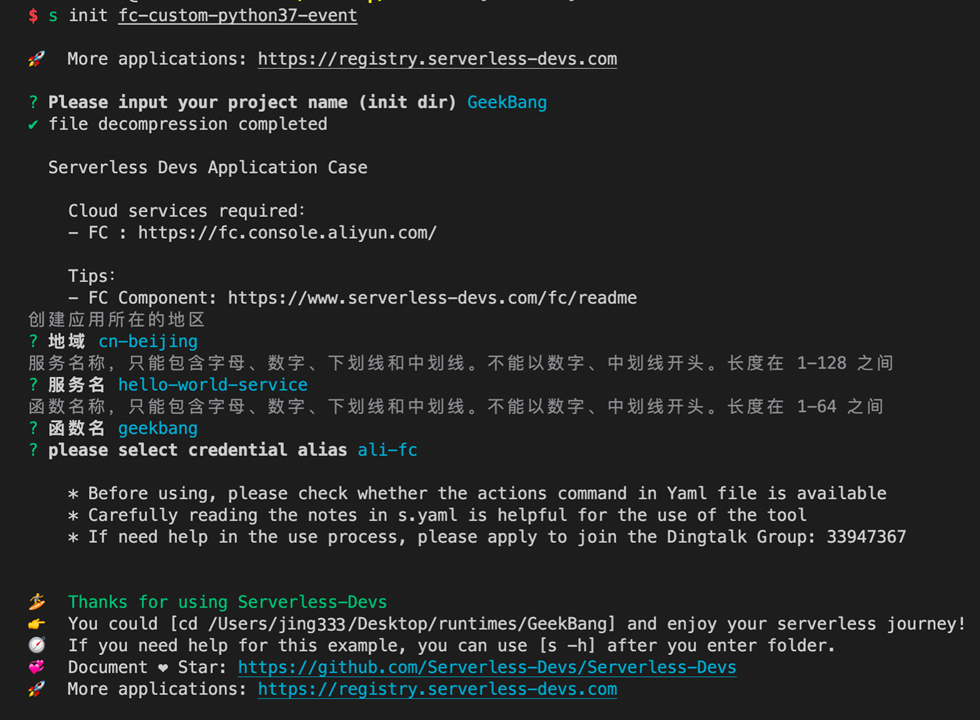 $ s init fc-custom-python37-event
🚀 More applications: https://registry.serverless-devs.com
? Please input your project name (init dir) GeekBang
✔ file decompression completed
Serverless Devs Application Case
Cloud services required:
- FC : https://fc.console.aliyun.com/
Tips:
- FC Component: https://www.serverless-devs.com/fc/readme
创建应用所在的地区
? 地域 cn-beijing
服务名称，只能包含字母、数字、下划线和中划线。不能以数字、中划线开头。长度在 1-128 之间
? 服务名 hello-world-service
函数名称，只能包含字母、数字、下划线和中划线。不能以数字、中划线开头。长度在 1-64 之间
? 函数名 geekbang
? please select credential alias ali-fc
* Before using, please check whether the actions command in Yaml file is available
* Carefully reading the notes in s.yaml is helpful for the use of the tool
* If need help in the use process, please apply to join the Dingtalk Group: 33947367
🏄 Thanks for using Serverless-Devs
👉 You could [cd /Users/jing333/Desktop/runtimes/GeekBang] and enjoy your serverless journey!
🧭 If you need help for this example, you can use [s -h] after you enter folder.
💞 Document ❤ Star: https://github.com/Serverless-Devs/Serverless-Devs
🚀 More applications: https://registry.serverless-devs.com